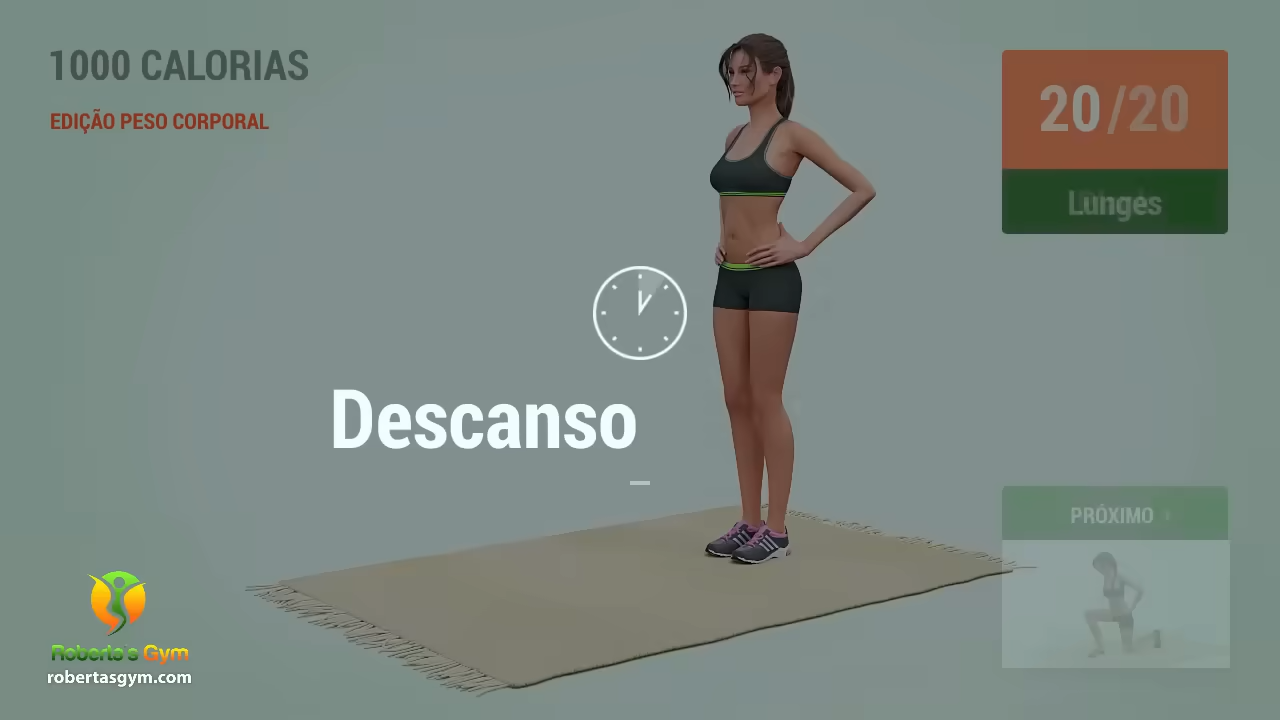 1000 CALORIAS
EDIÇÃO PESO CORPORAL
20/20
Lunges
Descanso
PRÓXIMO
Roberta's Gym
robertasgym.com